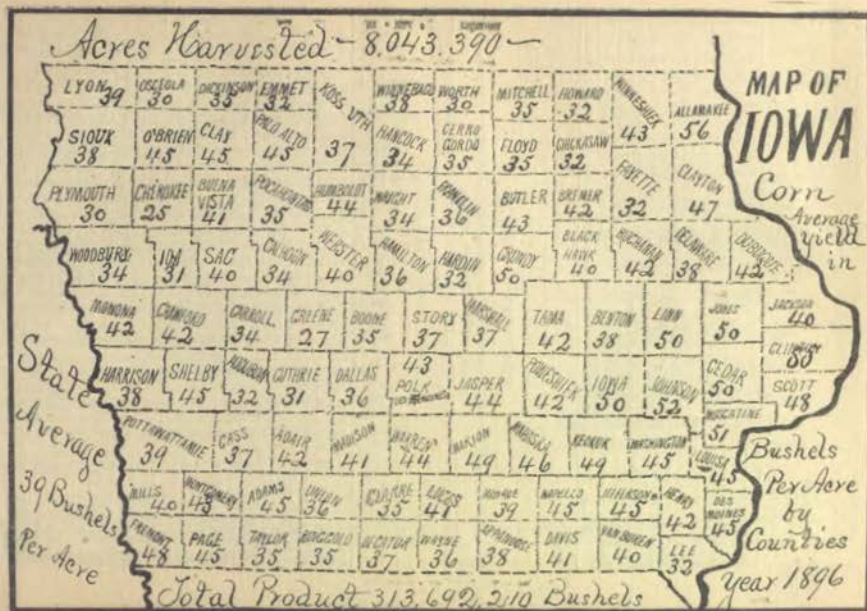 Acres Harvested - 8,043,390 -
MAP OF
IOWA
Corn
Average
yield
in
Bushels
Per Acre
by
Counties
year 1896
State
Average
39 Bushels
Per Acre
LYON 39 OSCEOLA 30 DICKINSON 35 EMMET 32 KOSSUTH 37 WINNEBAGO 38 WORTH 30 MITCHELL 35 HOWARD 32 WINNESHIEK 43 ALLAMAKEE 56
SIOUX 38 O'BRIEN 45 CLAY 45 PALO ALTO 45 HANCOCK 34 CERRO GORDO 35 FLOYD 35 CHICKASAW 32 FAYETTE 32 CLAYTON 47
PLYMOUTH 30 CHEROKEE 25 BUENA VISTA 41 POCAHONTAS 35 HUMBOLDT 44 WRIGHT 34 FRANKLIN 36 BUTLER 43 BREMER 42
WOODBURY 34 IDA 31 SAC 40 CALHOUN 34 WEBSTER 40 HAMILTON 36 HARDIN 32 GRUNDY 50 BLACK HAWK 40 BUCHANAN 42 DELAWARE 38 DUBUQUE 42
MONONA 42 CRAWFORD 42 CARROLL 34 GREENE 27 BOONE 35 STORY 37 MARSHALL 37 TAMA 42 BENTON 38 LINN 50 JONES 50 JACKSON 40
CLINTON 50
HARRISON 38 SHELBY 45 AUDUBON 32 GUTHRIE 31 DALLAS 36 43 POLK JASPER 44 POWESHIEK 42 IOWA 50 JOHNSON 52 CEDAR 50 SCOTT 48
MUSCATINE 51
POTTAWATTAMIE 39 CASS 37 ADAIR 42 MADISON 41 WARREN 44 MARION 49 MAHASKA 46 KEOKUK 49 WASHINGTON 45 LOUISA 45
MILLS 40 MONTGOMERY 43 ADAMS 45 UNION 36 CLARKE 35 LUCAS 41 MONROE 39 WAPELLO 45 JEFFERSON 45 HENRY 42 DES MOINES 45
FREMONT 48 PAGE 45 TAYLOR 35 RINGGOLD 35 DECATUR 37 WAYNE 36 APPANOOSE 38 DAVIS 41 VAN BUREN 40 LEE 32
Total Product 313,692,210 Bushels